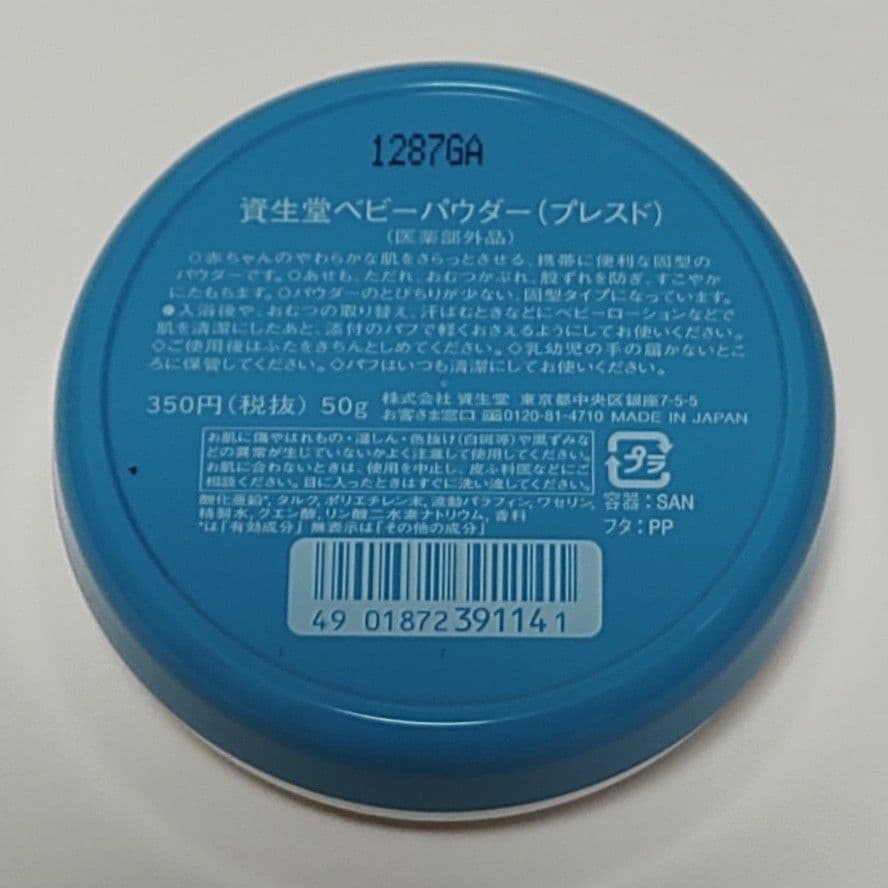 1287GA
資生堂ベビーパウダー(プレスド)
(医薬部外品)
○赤ちゃんのやわらかな肌をさらっとさせる、携帯に便利な固型の
パウダーです。○あせも、ただれ、おむつかぶれ、股ずれを防ぎ、すこやか
にたもちます。○パウダーのとびちりが少ない、固型タイプになっています。
●入浴後や、おむつの取り替え、汗ばむときなどにベビーローションなどで
肌を清潔にしたあと、添付のパフで軽くおさえるようにしてお使いください。
◇ご使用後はふたをきちんとしめてください。◇乳幼児の手の届かないとこ
ろに保管してください。◇パフはいつも清潔にしてお使いください。
350円(税抜) 50g 株式会社 資生堂 東京都中央区銀座7-5-5
お客さま窓口 0120-81-4710 MADE IN JAPAN
お肌に傷やはれもの・湿しん・色抜け(白斑等)や黒ずみな
どの異常が生じていないかよく注意して使用してください。
お肌に合わないときは、使用を中止し、皮ふ科医などにご
相談ください。目に入ったときはすぐに洗い流してください。
プラ
酸化亜鉛*, タルク, ポリエチレン末, 流動パラフィン, ワセリン, 容器：SAN
精製水, クエン酸, リン酸二水素ナトリウム, 香料 フタ：PP
*は「有効成分」無表示は「その他の成分」
49 01872 391141